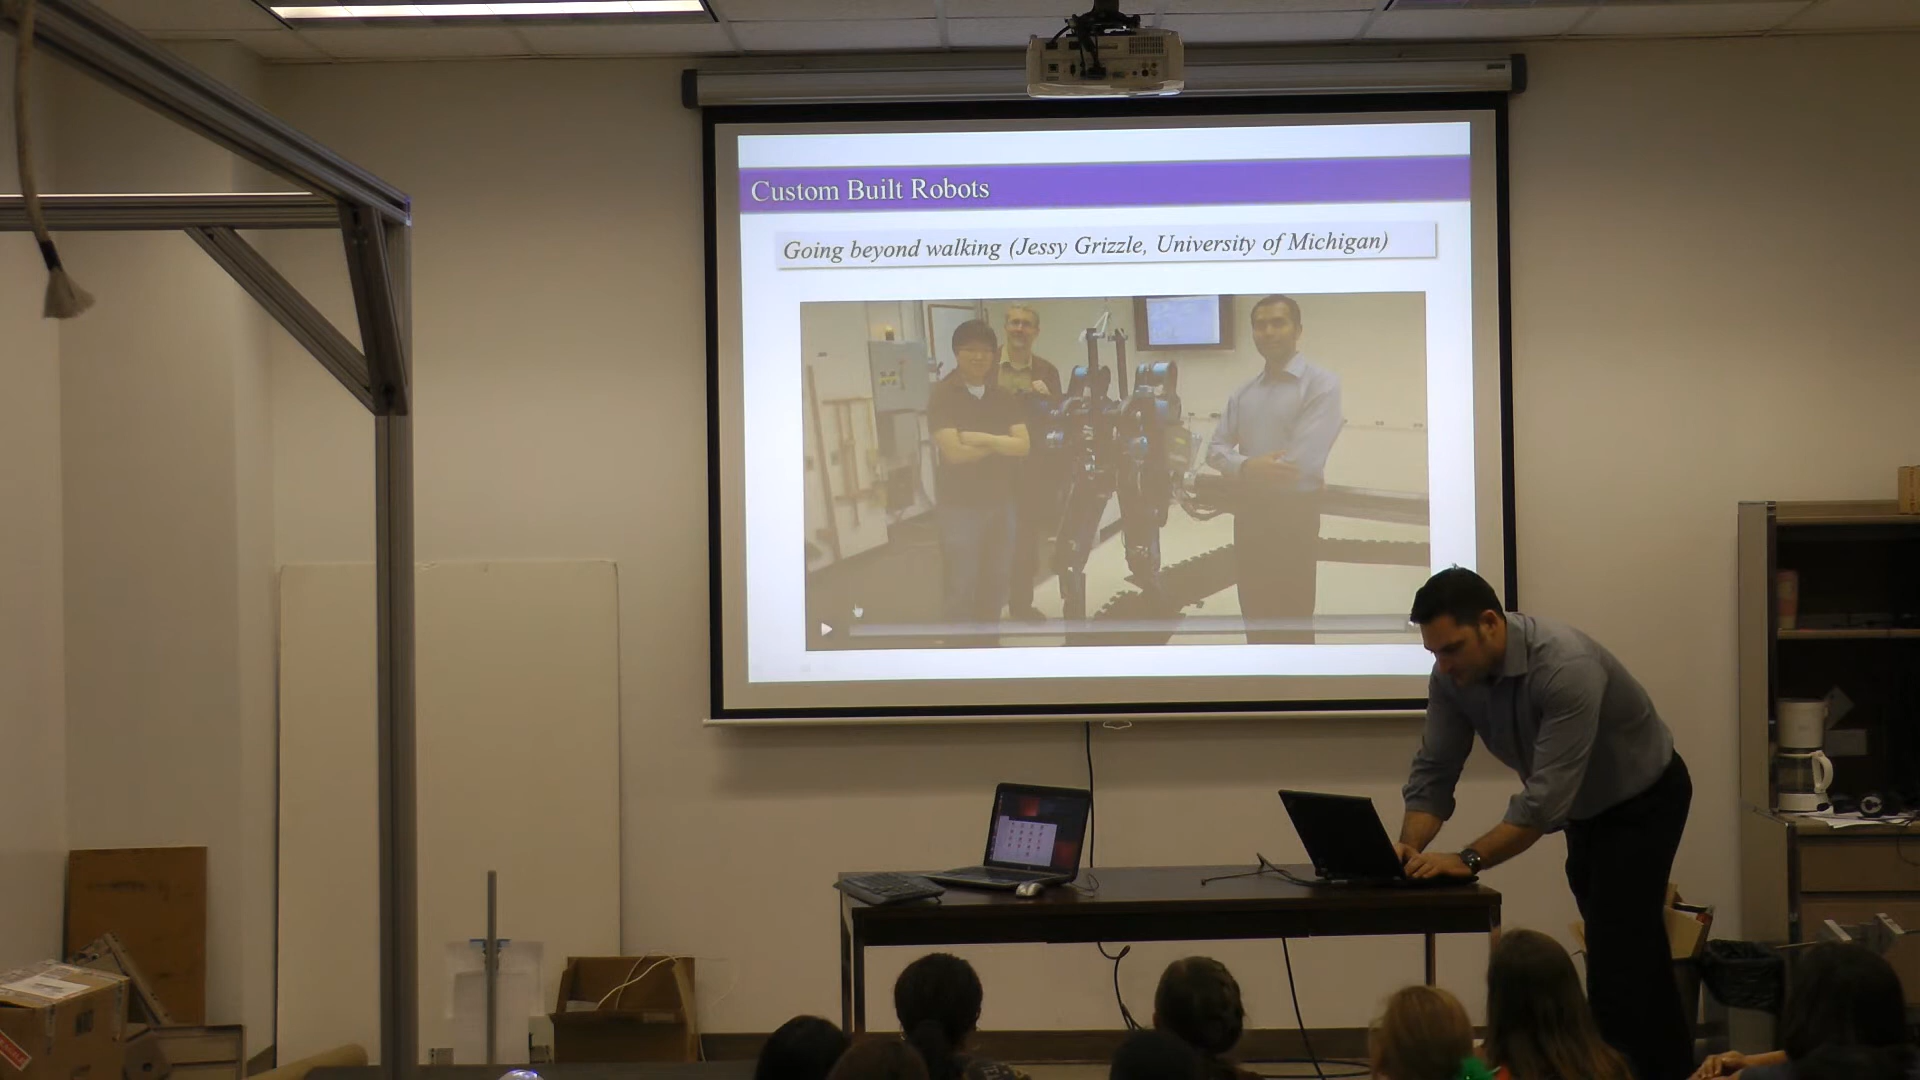 Custom Built Robots
Going beyond walking (Jessy Grizzle, University of Michigan)